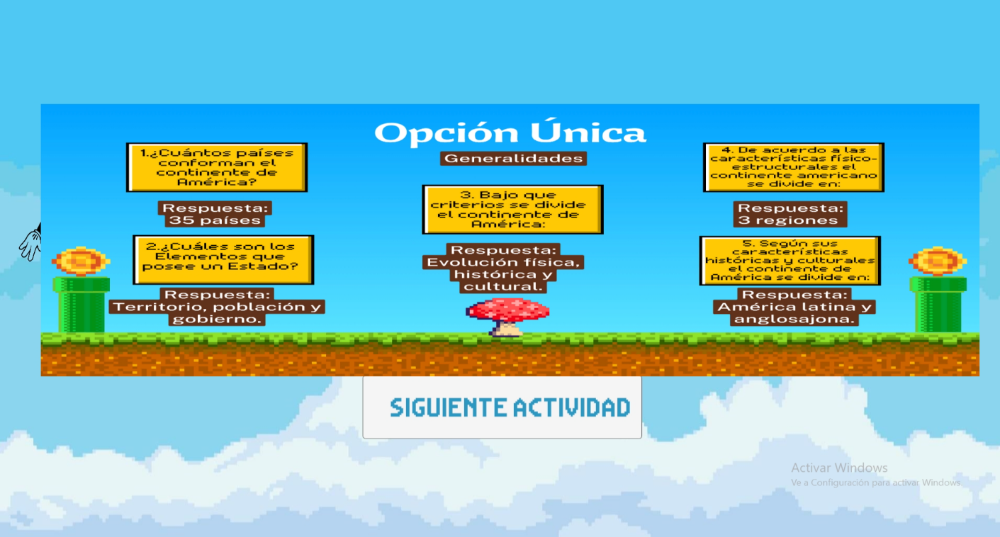 Opción Única
Generalidades
1.¿Cuántos países
conforman el
continente de
América?
Respuesta:
35 países
2.¿Cuáles son los
Elementos que
posee un Estado?
Respuesta:
Territorio, población y
gobierno.
3. Bajo que
criterios se divide
el continente de
América:
Respuesta:
Evolución física,
histórica y
cultural.
4. De acuerdo a las
características físico-
estructurales el
continente americano
se divide en:
Respuesta:
3 regiones
5. Según sus
características
históricas y culturales
el continente de
América se divide en:
Respuesta:
América latina y
anglosajona.
SIGUIENTE ACTIVIDAD
Activar Windows
Ve a Configuración para activar Windows.